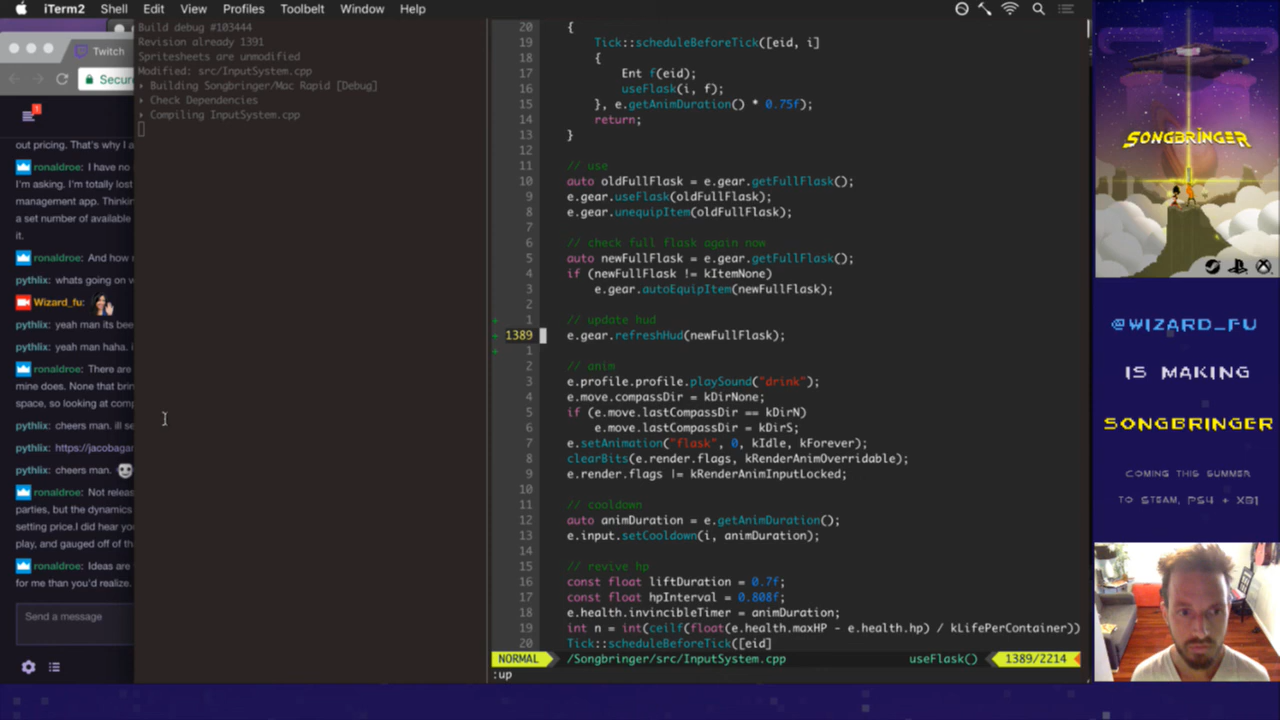 iTerm2 Shell Edit View Profiles Toolbelt Window Help
Build debug #103444
Revision already 1391
Spritesheets are unmodified
Modified: src/InputSystem.cpp
Building Songbringer/Mac Rapid [Debug]
Check Dependencies
Compiling InputSystem.cpp
Twitch
Secure
1
out pricing. That's why I a
ronaldroe: I have no
I'm asking. I'm totally lost
management app. Thinkin
a set number of available
it.
ronaldroe: And how
pythlix: whats going on
Wizard_fu:
pythlix: yeah man its bee
pythlix: yeah man haha. i
ronaldroe: There are
mine does. None that brin
space, so looking at comp
pythlix: cheers man. ill se
pythlix: https://jacobagar
pythlix: cheers man.
ronaldroe: Not releas
parties, but the dynamics
setting price.I did hear you
play, and gauged off of th
ronaldroe: Ideas are
for me than you'd realize.
Send a message
20 {
19 Tick::scheduleBeforeTick([eid, i]
18 {
17 Ent f(eid);
16 useFlask(i, f);
15 }, e.getAnimDuration() * 0.75f);
14 return;
13 }
12
11 // use
10 auto oldFullFlask = e.gear.getFullFlask();
9 e.gear.useFlask(oldFullFlask);
8 e.gear.unequipItem(oldFullFlask);
7
6 // check full flask again now
5 auto newFullFlask = e.gear.getFullFlask();
4 if (newFullFlask != kItemNone)
3 e.gear.autoEquipItem(newFullFlask);
2
+ 1 // update hud
+ 1389 e.gear.refreshHud(newFullFlask);
+ 1
2 // anim
3 e.profile.profile.playSound("drink");
4 e.move.compassDir = kDirNone;
5 if (e.move.lastCompassDir == kDirN)
6 e.move.lastCompassDir = kDirS;
7 e.setAnimation("flask", 0, kIdle, kForever);
8 clearBits(e.render.flags, kRenderAnimOverridable);
9 e.render.flags |= kRenderAnimInputLocked;
10
11 // cooldown
12 auto animDuration = e.getAnimDuration();
13 e.input.setCooldown(i, animDuration);
14
15 // revive hp
16 const float liftDuration = 0.7f;
17 const float hpInterval = 0.808f;
18 e.health.invincibleTimer = animDuration;
19 int n = int(ceilf(float(e.health.maxHP - e.health.hp) / kLifePerContainer))
20 Tick::scheduleBeforeTick([eid]
NORMAL /Songbringer/src/InputSystem.cpp useFlask() 1389/2214
:up
SONGBRINGER
@WIZARD_FU
IS MAKING
SONGBRINGER
COMING THIS SUMMER
TO STEAM, PS4 + XB1